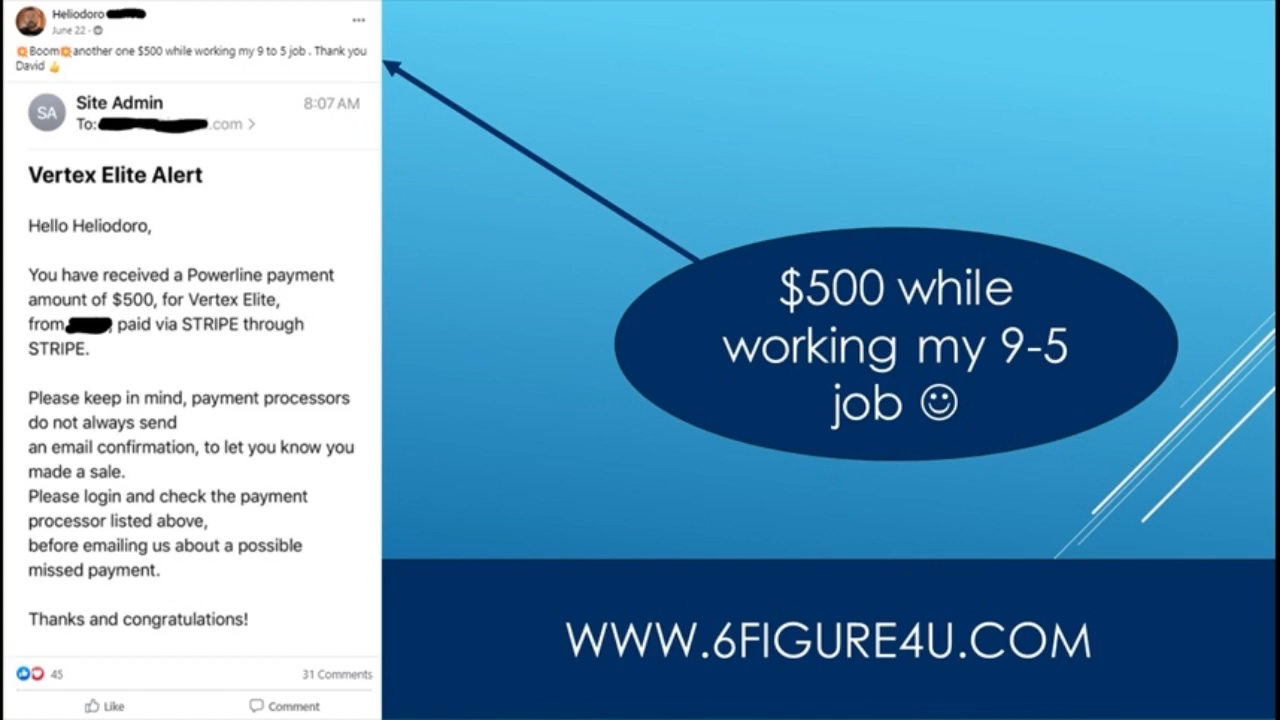 Heliodoro
June 22 ·
💥Boom💥another one $500 while working my 9 to 5 job . Thank you
David 👍
SA
Site Admin
8:07 AM
To: .com >
Vertex Elite Alert
Hello Heliodoro,
You have received a Powerline payment
amount of $500, for Vertex Elite,
from paid via STRIPE through
STRIPE.
Please keep in mind, payment processors
do not always send
an email confirmation, to let you know you
made a sale.
Please login and check the payment
processor listed above,
before emailing us about a possible
missed payment.
Thanks and congratulations!
45
31 Comments
Like
Comment
$500 while
working my 9-5
job ☺
WWW.6FIGURE4U.COM